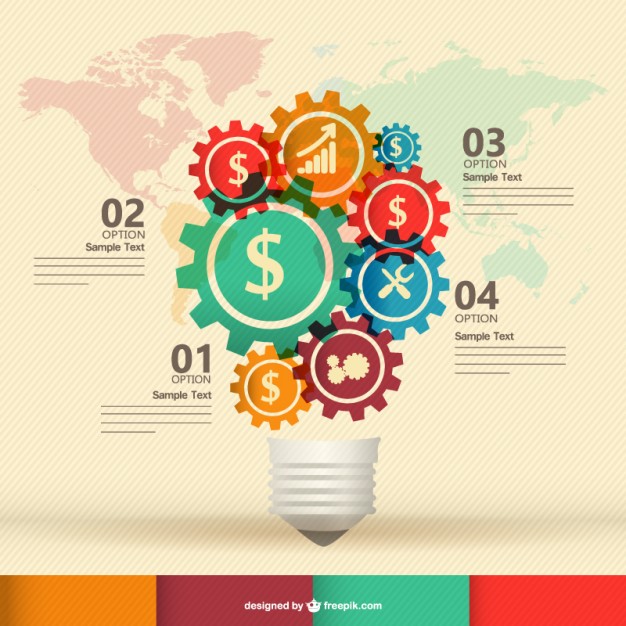 03
OPTION
Sample Text
02
OPTION
Sample Text
04
OPTION
Sample Text
01
OPTION
Sample Text
$
$
$
$
$
designed by freepik.com